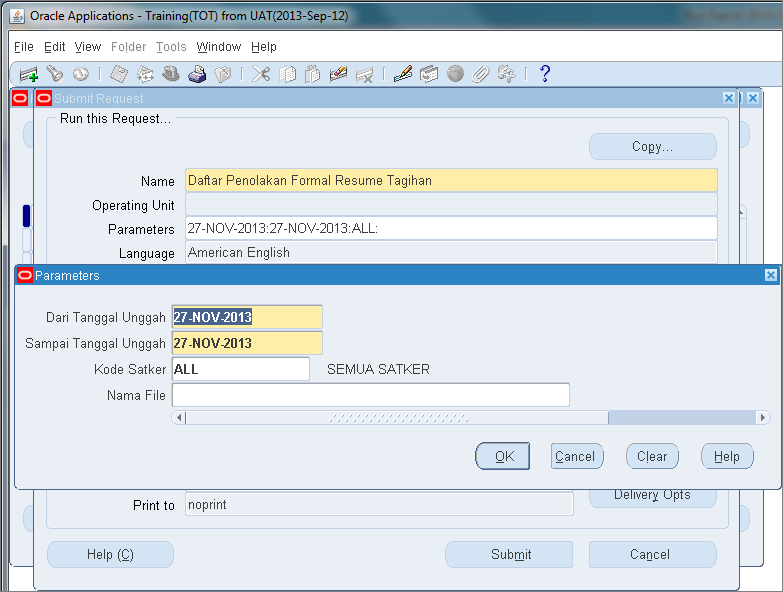 Oracle Applications - Training(TOT) from UAT(2013-Sep-12)
File Edit View Folder Tools Window Help
Submit Request
Run this Request...
Copy...
Name Daftar Penolakan Formal Resume Tagihan
Operating Unit
Parameters 27-NOV-2013:27-NOV-2013:ALL:
Language American English
Parameters
Dari Tanggal Unggah 27-NOV-2013
Sampai Tanggal Unggah 27-NOV-2013
Kode Satker ALL SEMUA SATKER
Nama File
OK Cancel Clear Help
Delivery Opts
Print to noprint
Help (C) Submit Cancel